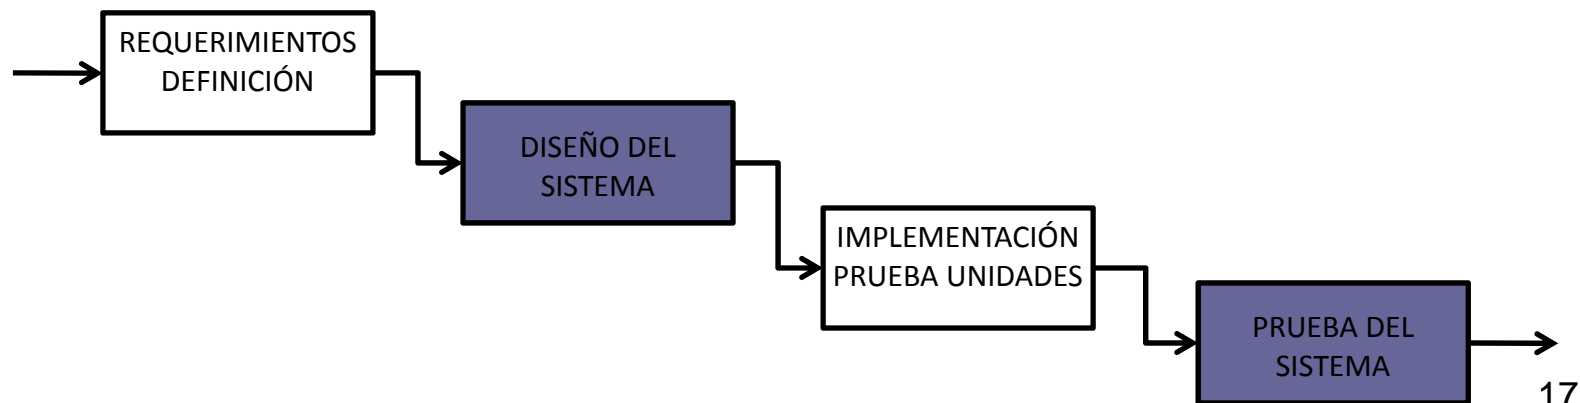 REQUERIMIENTOS
DEFINICIÓN
DISEÑO DEL
SISTEMA
IMPLEMENTACIÓN
PRUEBA UNIDADES
PRUEBA DEL
SISTEMA
17